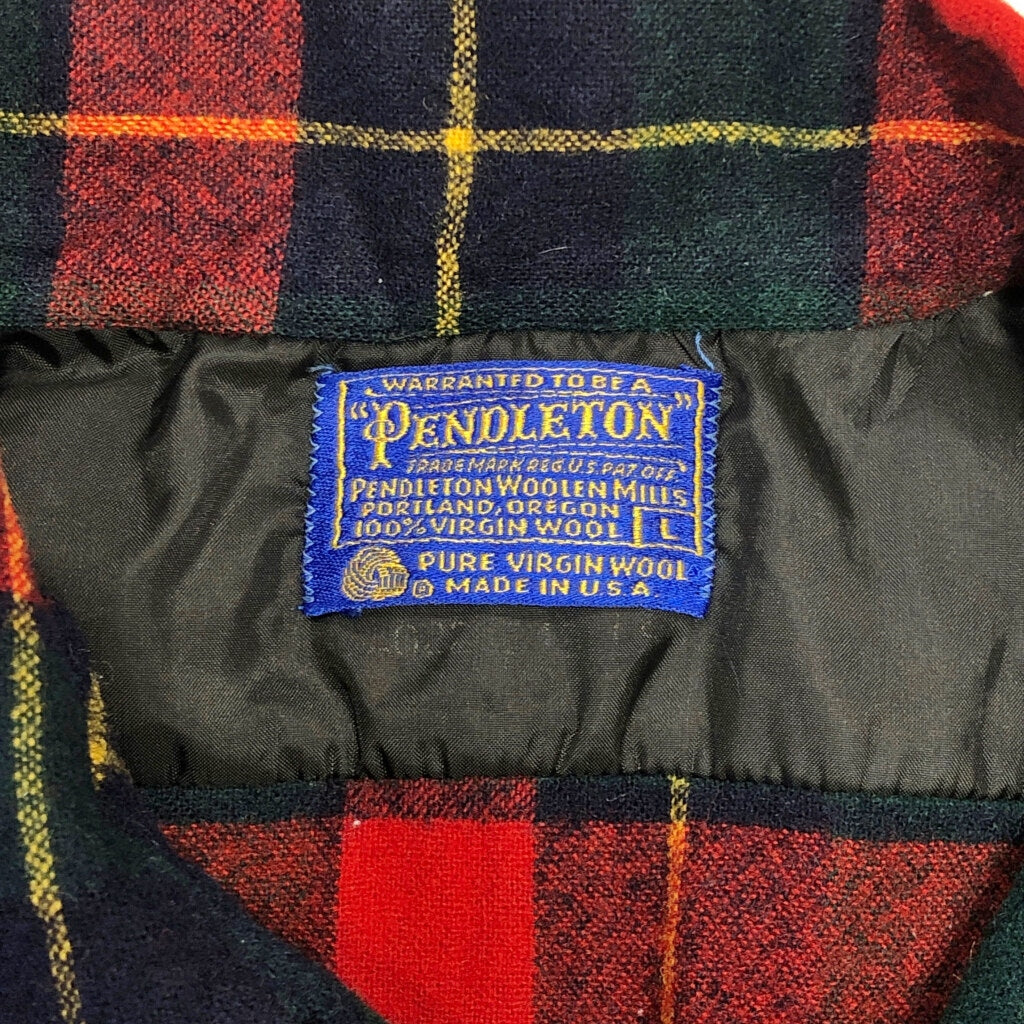 WARRANTED TO BE A
"PENDLETON"
TRADE MARK REG. U.S. PAT. OFF.
PENDLETON WOOLEN MILLS
PORTLAND, OREGON
100% VIRGIN WOOL L
PURE VIRGIN WOOL
® MADE IN U S A